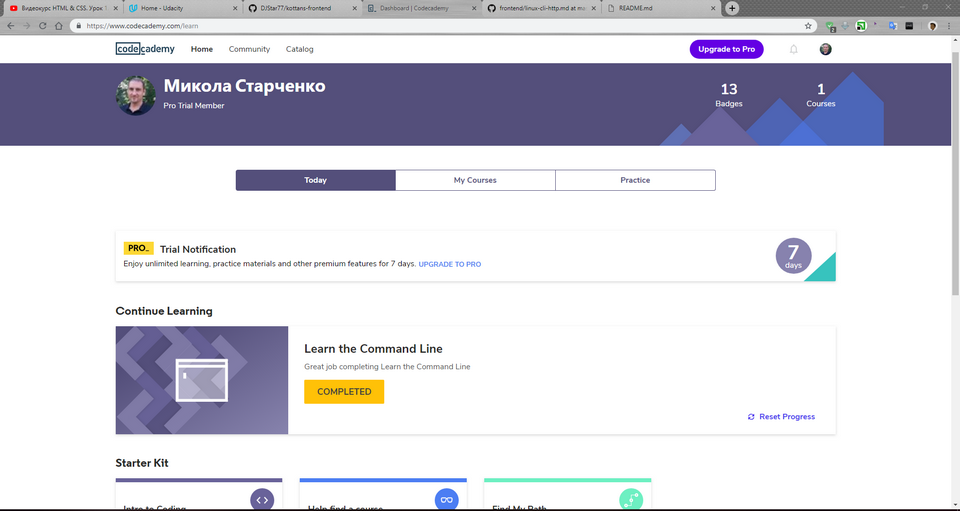 Видеокурс HTML & CSS. Урок
Home - Udacity
D/Star77/kottans-frontend
Dashboard | Codecademy
frontend/linux-cli-http.md at ma
README.md
https://www.codecademy.com/learn
codecademy
Home
Community
Catalog
Upgrade to Pro
Микола Старченко
Pro Trial Member
13
Badges
1
Courses
Today
My Courses
Practice
PRO
Trial Notification
7
days
Enjoy unlimited learning, practice materials and other premium features for 7 days. UPGRADE TO PRO
Continue Learning
Learn the Command Line
Great job completing Learn the Command Line
COMPLETED
Reset Progress
Starter Kit
Intro to Coding
Help find a course
Find My Path